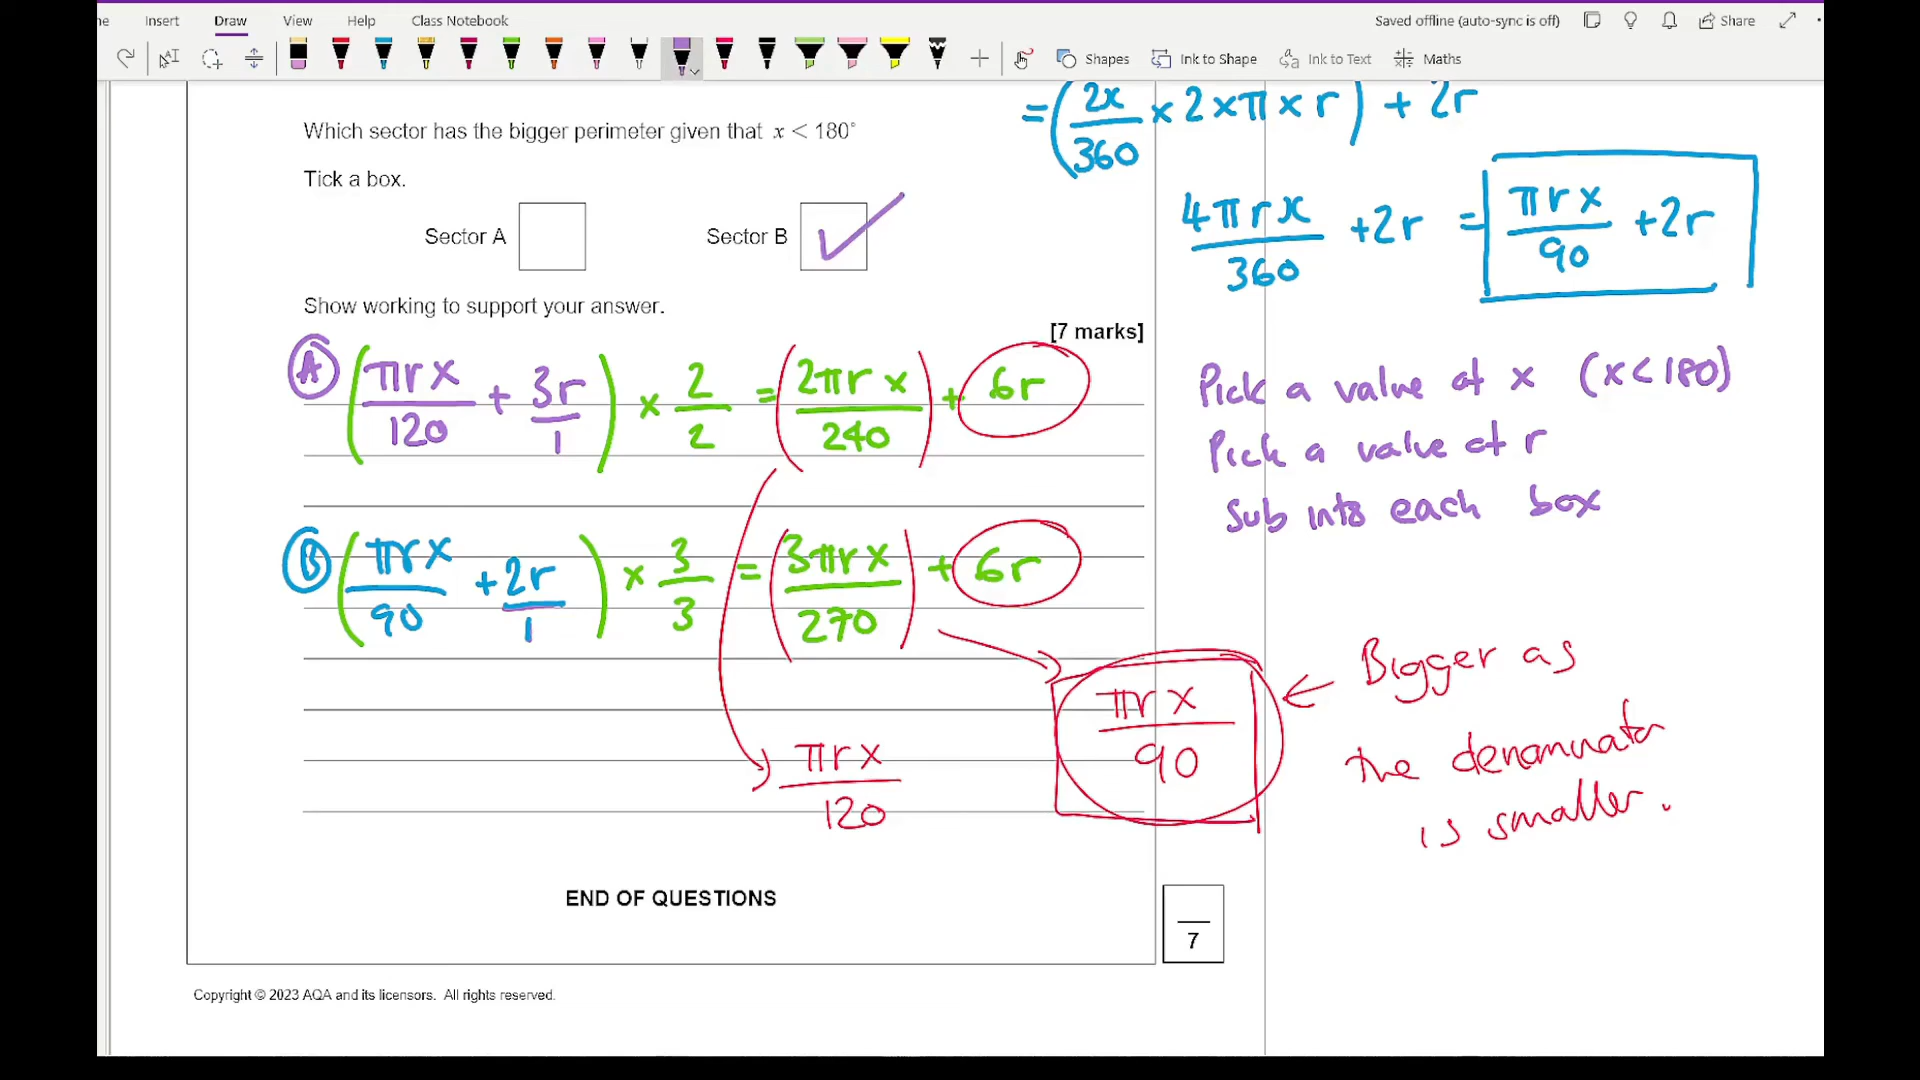 Insert Draw View Help Class Notebook Saved offline (auto-sync is off) Share
Shapes Ink to Shape Ink to Text Maths
= (2x/360 × 2 × π × r) + 2r
Which sector has the bigger perimeter given that x < 180°
Tick a box.
Sector A Sector B ✓
4πrx/360 + 2r = πrx/90 + 2r
Show working to support your answer.
[7 marks]
A (πrx/120 + 3r/1) × 2/2 = (2πrx/240) + 6r
Pick a value at x (x<180)
Pick a value at r
Sub into each box
B (πrx/90 + 2r/1) × 3/3 = (3πrx/270) + 6r
πrx/120
πrx/90
Bigger as
the denomnator
is smaller.
END OF QUESTIONS
7
Copyright © 2023 AQA and its licensors. All rights reserved.